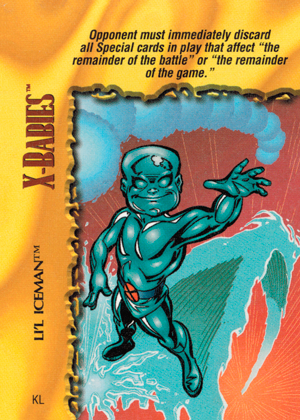 Opponent must immediately discard
all Special cards in play that affect “the
remainder of the battle” or “the remainder
of the game.”
X-BABIES™
LI'L ICEMAN™
KL